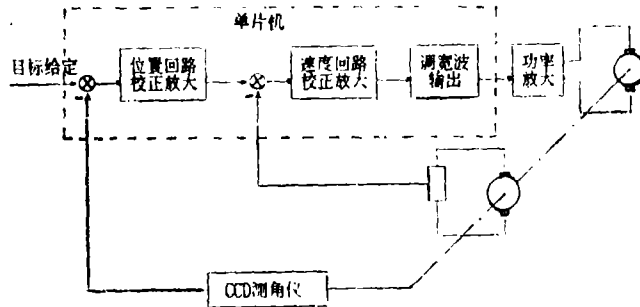 单片机
目标给定
位置回路
校正放大
速度回路
校正放大
调宽波
输出
功率
放大
CCD测角仪